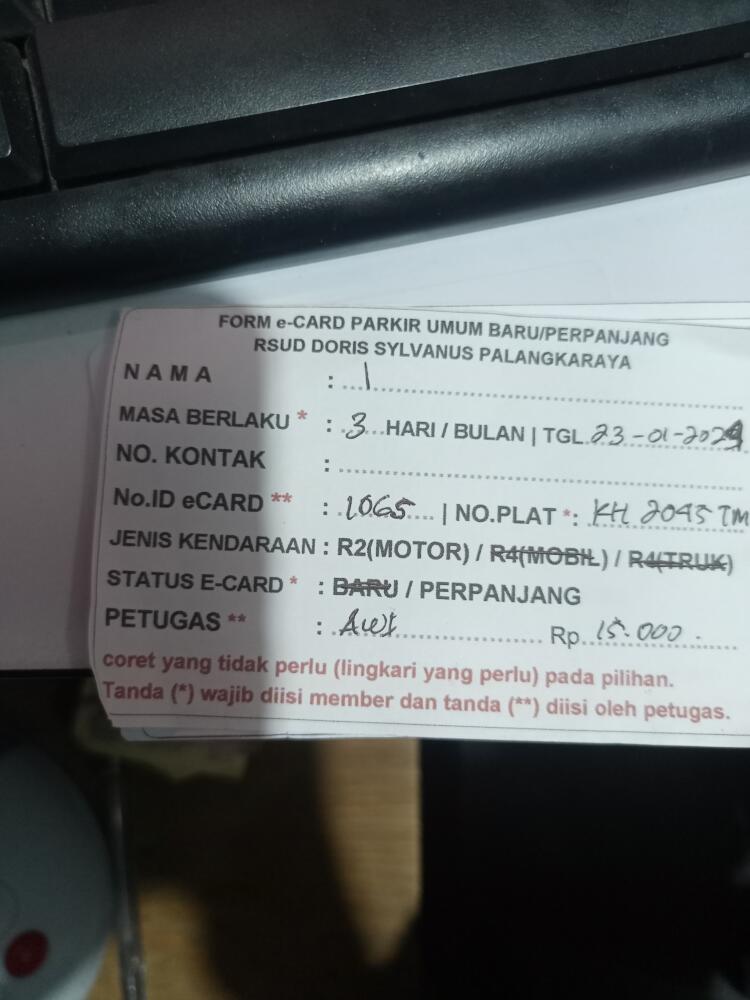 FORM e-CARD PARKIR UMUM BARU/PERPANJANG
RSUD DORIS SYLVANUS PALANGKARAYA
N A M A : 1
MASA BERLAKU * : 3 HARI / BULAN | TGL. 23-01-2024
NO. KONTAK :
No.ID eCARD ** : 1065 | NO.PLAT *: KH 2045 TM
JENIS KENDARAAN : R2(MOTOR) / R4(MOBIL) / R4(TRUK)
STATUS E-CARD * : BARU / PERPANJANG
PETUGAS ** : Rp. 15.000.
coret yang tidak perlu (lingkari yang perlu) pada pilihan.
Tanda (*) wajib diisi member dan tanda (**) diisi oleh petugas.